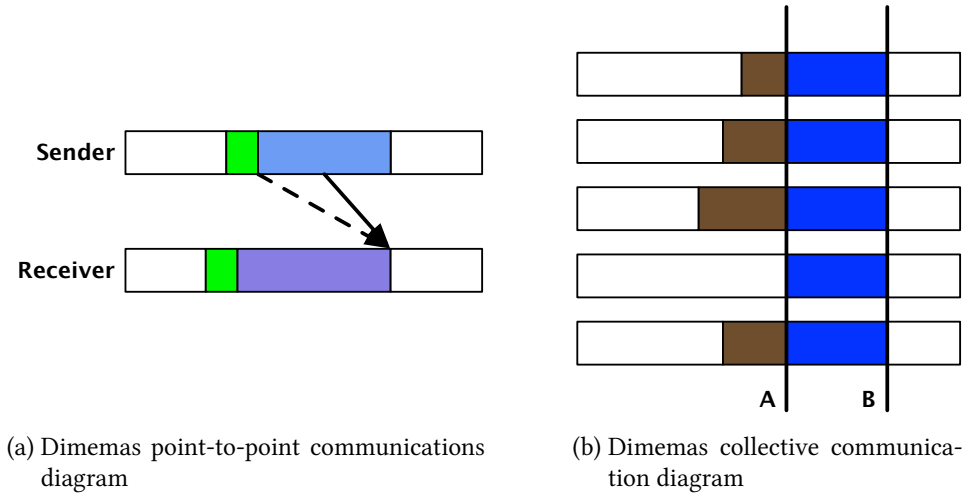 Sender
Receiver
A B
(a) Dimemas point-to-point communications
diagram
(b) Dimemas collective communica-
tion diagram